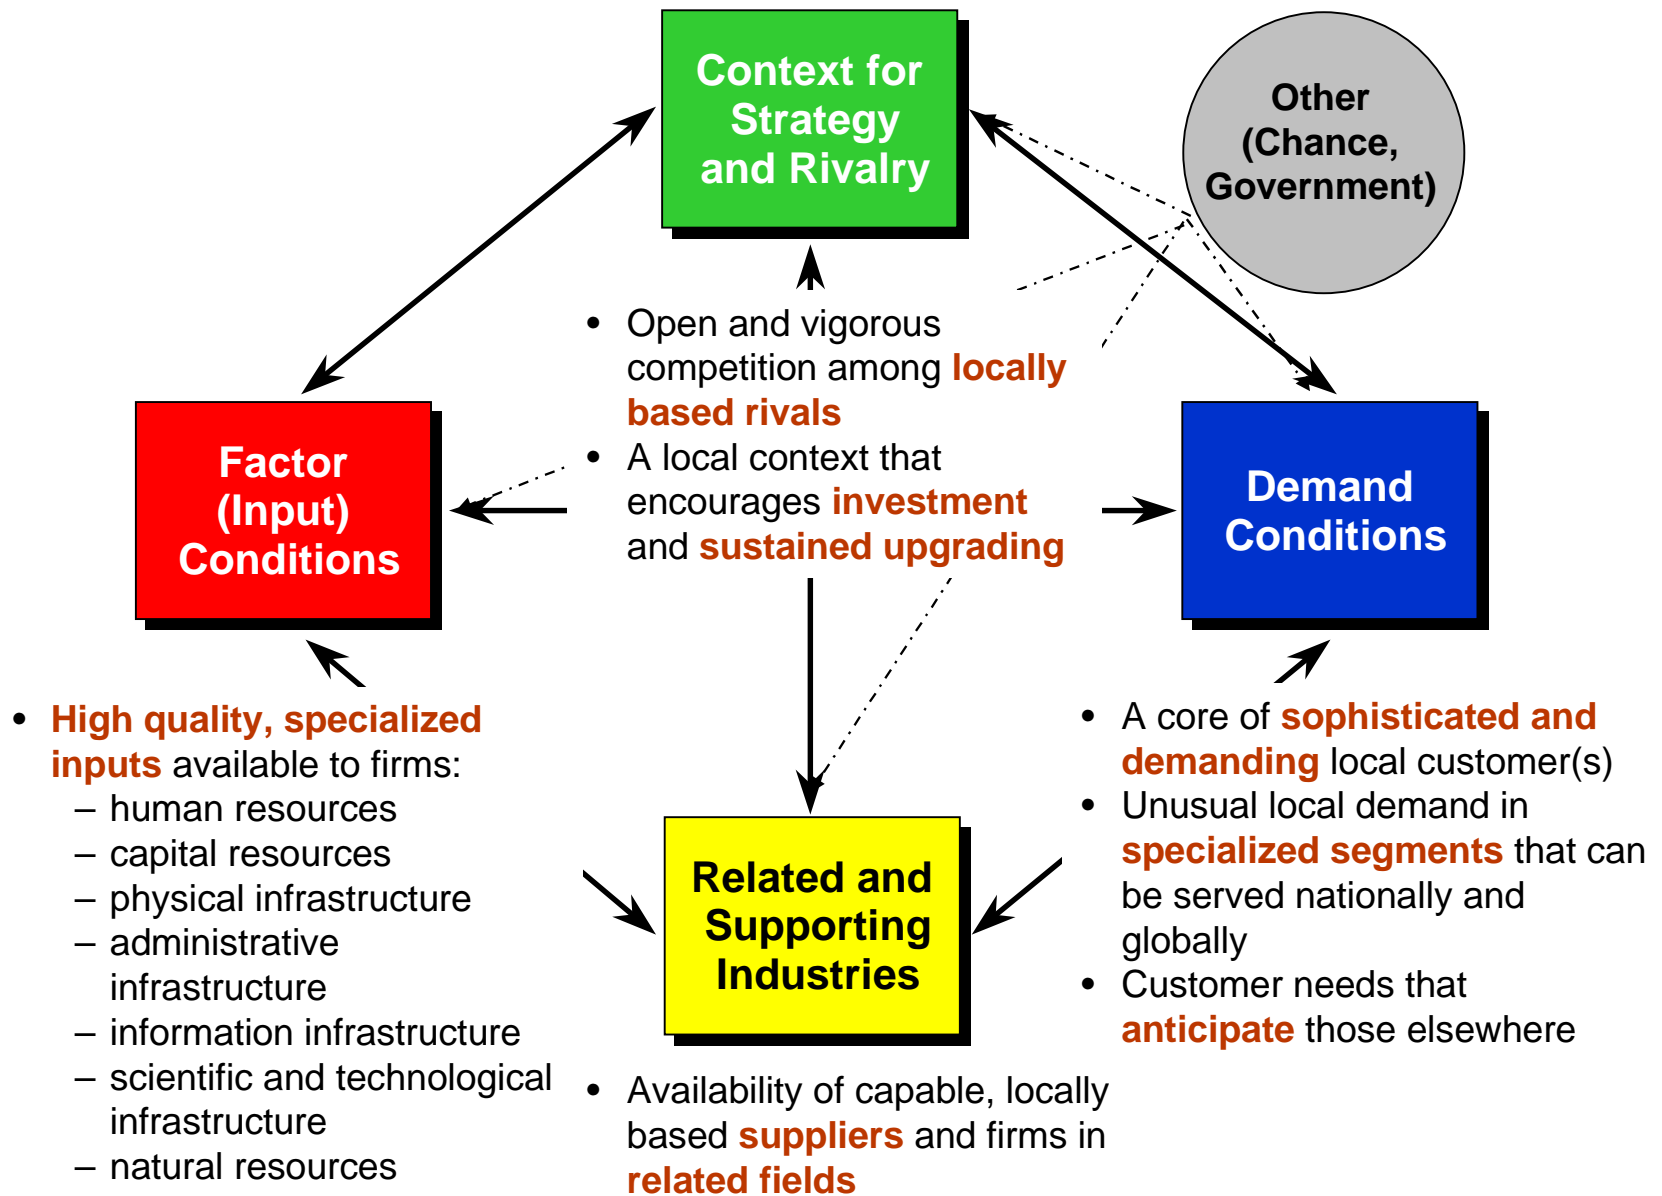 Context for
Strategy
and Rivalry
Other
(Chance,
Government)
• Open and vigorous
competition among locally
based rivals
• A local context that
encourages investment
and sustained upgrading
Factor
(Input)
Conditions
Demand
Conditions
• High quality, specialized
inputs available to firms:
– human resources
– capital resources
– physical infrastructure
– administrative
infrastructure
– information infrastructure
– scientific and technological
infrastructure
– natural resources
Related and
Supporting
Industries
• Availability of capable, locally
based suppliers and firms in
related fields
• A core of sophisticated and
demanding local customer(s)
• Unusual local demand in
specialized segments that can
be served nationally and
globally
• Customer needs that
anticipate those elsewhere